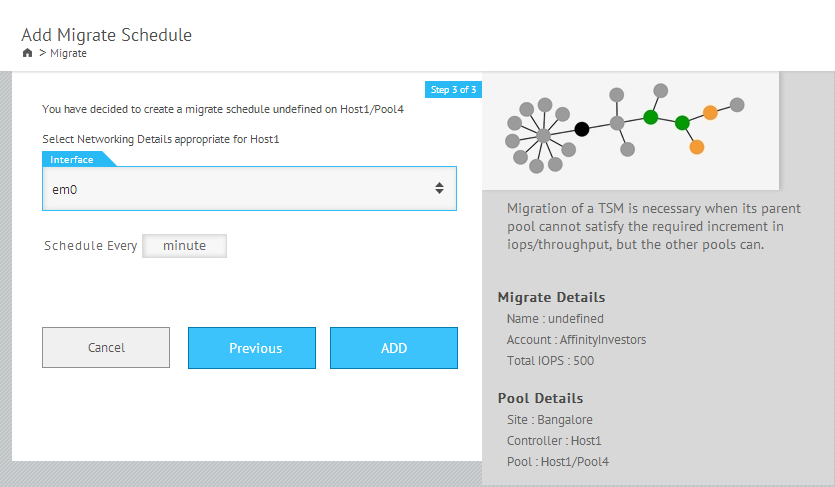 Add Migrate Schedule
> Migrate
Step 3 of 3
You have decided to create a migrate schedule undefined on Host1/Pool4
Select Networking Details appropriate for Host1
Interface
em0
Schedule Every minute
Cancel
Previous
ADD
Migration of a TSM is necessary when its parent
pool cannot satisfy the required increment in
iops/throughput, but the other pools can.
Migrate Details
Name : undefined
Account : AffinityInvestors
Total IOPS : 500
Pool Details
Site : Bangalore
Controller : Host1
Pool : Host1/Pool4